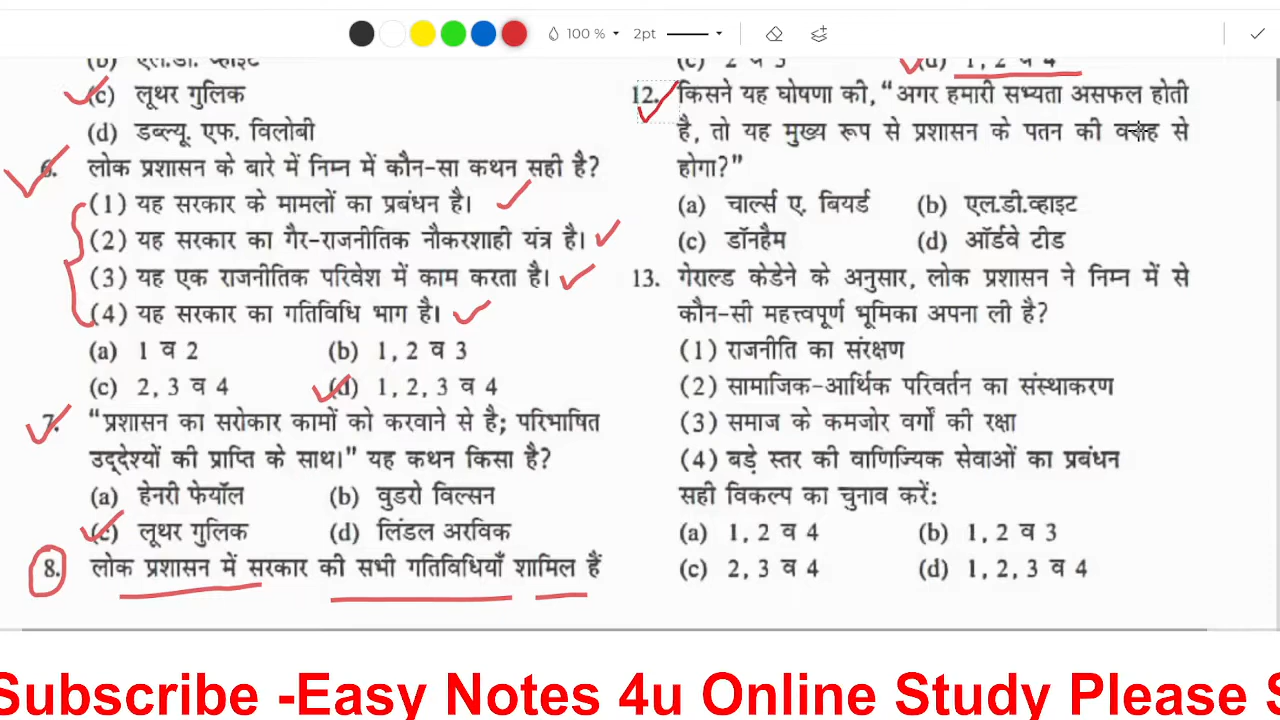 100 %
2pt
(b) एल.डी. व्हाइट
(c) लूथर गुलिक
(d) डब्ल्यू. एफ. विलोबी
6. लोक प्रशासन के बारे में निम्न में कौन-सा कथन सही है?
(1) यह सरकार के मामलों का प्रबंधन है।
(2) यह सरकार का गैर-राजनीतिक नौकरशाही यंत्र है।
(3) यह एक राजनीतिक परिवेश में काम करता है।
(4) यह सरकार का गतिविधि भाग है।
(a) 1 व 2 (b) 1, 2 व 3
(c) 2, 3 व 4 (d) 1, 2, 3 व 4
7. “प्रशासन का सरोकार कामों को करवाने से है; परिभाषित
उद्देश्यों की प्राप्ति के साथ।” यह कथन किसा है?
(a) हेनरी फेयॉल (b) वुडरो विल्सन
(c) लूथर गुलिक (d) लिंडल अरविक
8. लोक प्रशासन में सरकार की सभी गतिविधियाँ शामिल हैं
(c) 2 व 3 (d) 1, 2 व 4
12. किसने यह घोषणा की, “अगर हमारी सभ्यता असफल होती
है, तो यह मुख्य रूप से प्रशासन के पतन की वजह से
होगा?”
(a) चार्ल्स ए. बियर्ड (b) एल.डी.व्हाइट
(c) डॉनहैम (d) ऑर्डवे टीड
13. गेराल्ड केडेने के अनुसार, लोक प्रशासन ने निम्न में से
कौन-सी महत्त्वपूर्ण भूमिका अपना ली है?
(1) राजनीति का संरक्षण
(2) सामाजिक-आर्थिक परिवर्तन का संस्थाकरण
(3) समाज के कमजोर वर्गों की रक्षा
(4) बड़े स्तर की वाणिज्यिक सेवाओं का प्रबंधन
सही विकल्प का चुनाव करें:
(a) 1, 2 व 4 (b) 1, 2 व 3
(c) 2, 3 व 4 (d) 1, 2, 3 व 4
Subscribe -Easy Notes 4u Online Study Please S